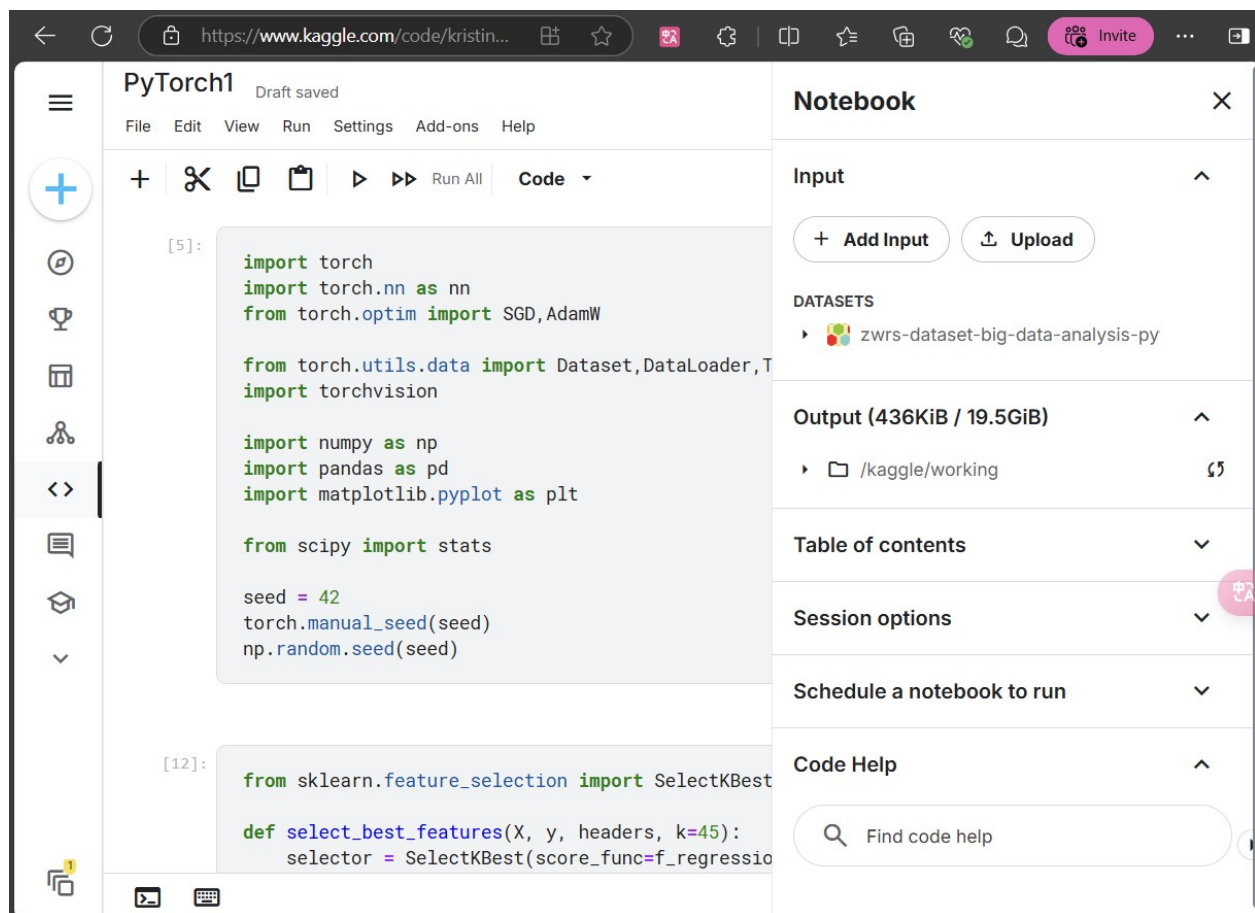 https://www.kaggle.com/code/kristin...
Invite
PyTorch1
Draft saved
File Edit View Run Settings Add-ons Help
Run All
Code
[5]:
import torch
import torch.nn as nn
from torch.optim import SGD,AdamW
from torch.utils.data import Dataset,DataLoader,T
import torchvision
import numpy as np
import pandas as pd
import matplotlib.pyplot as plt
from scipy import stats
seed = 42
torch.manual_seed(seed)
np.random.seed(seed)
[12]:
from sklearn.feature_selection import SelectKBest
def select_best_features(X, y, headers, k=45):
selector = SelectKBest(score_func=f_regressio
1
Notebook
Input
+ Add Input
Upload
DATASETS
zwrs-dataset-big-data-analysis-py
Output (436KiB / 19.5GiB)
/kaggle/working
Table of contents
Session options
Schedule a notebook to run
Code Help
Find code help